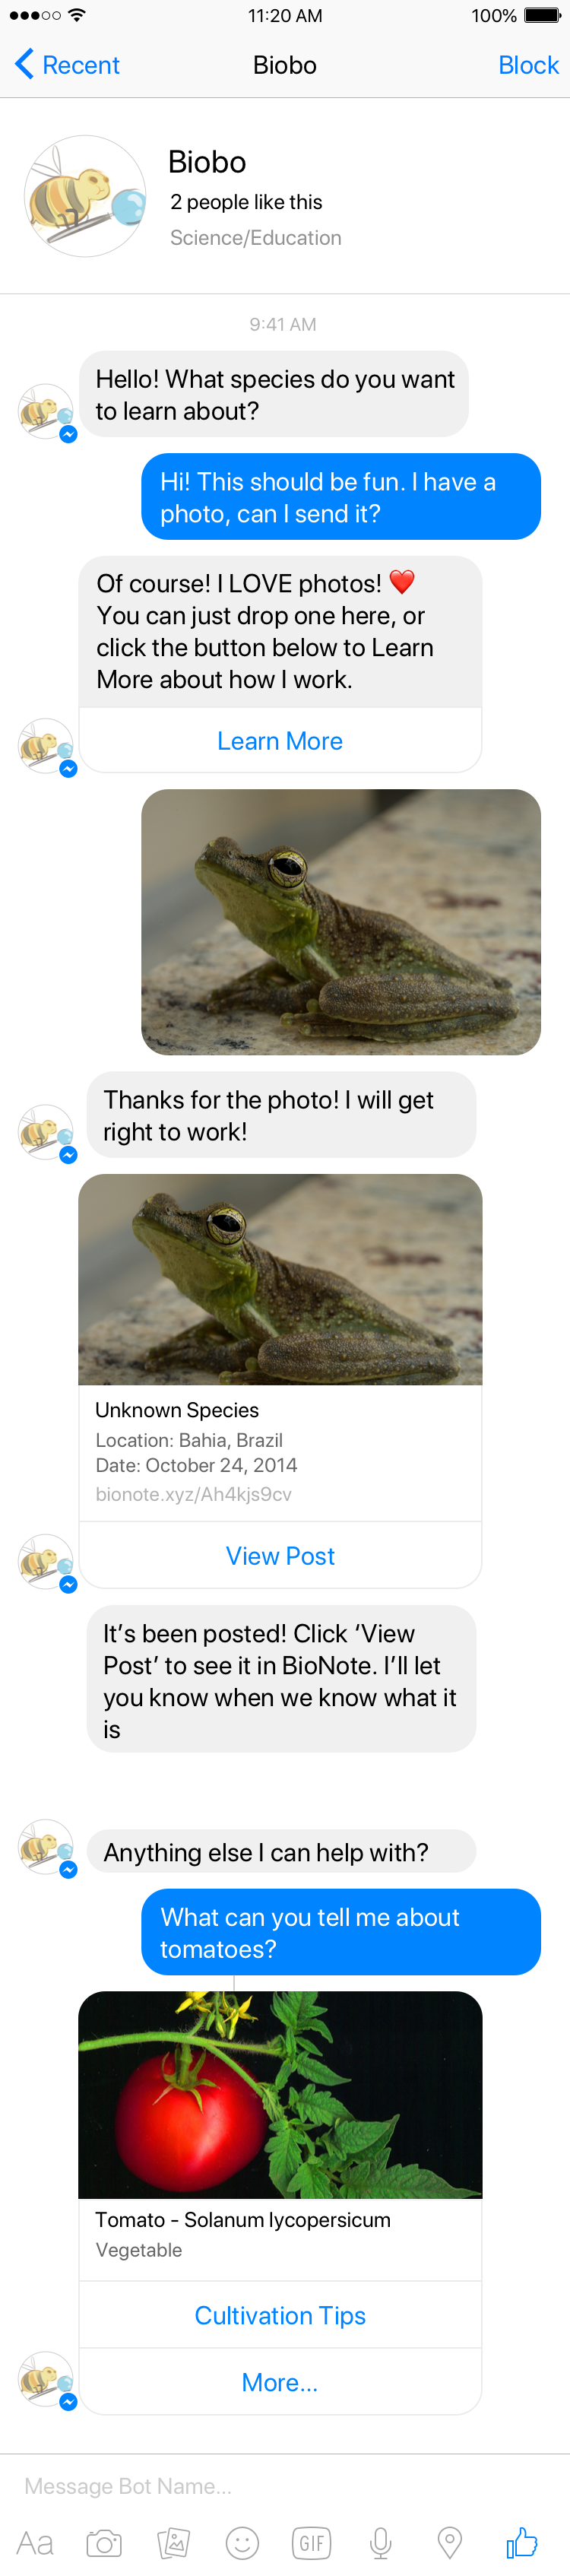 11:20 AM
100%
Recent
Biobo
Block
Biobo
2 people like this
Science/Education
9:41 AM
Hello! What species do you want
to learn about?
Hi! This should be fun. I have a
photo, can I send it?
Of course! I LOVE photos! ❤️
You can just drop one here, or
click the button below to Learn
More about how I work.
Learn More
Thanks for the photo! I will get
right to work!
Unknown Species
Location: Bahia, Brazil
Date: October 24, 2014
bionote.xyz/Ah4kjs9cv
View Post
It’s been posted! Click ‘View
Post’ to see it in BioNote. I’ll let
you know when we know what it
is
Anything else I can help with?
What can you tell me about
tomatoes?
Tomato - Solanum lycopersicum
Vegetable
Cultivation Tips
More...
Message Bot Name...
Aa
GIF